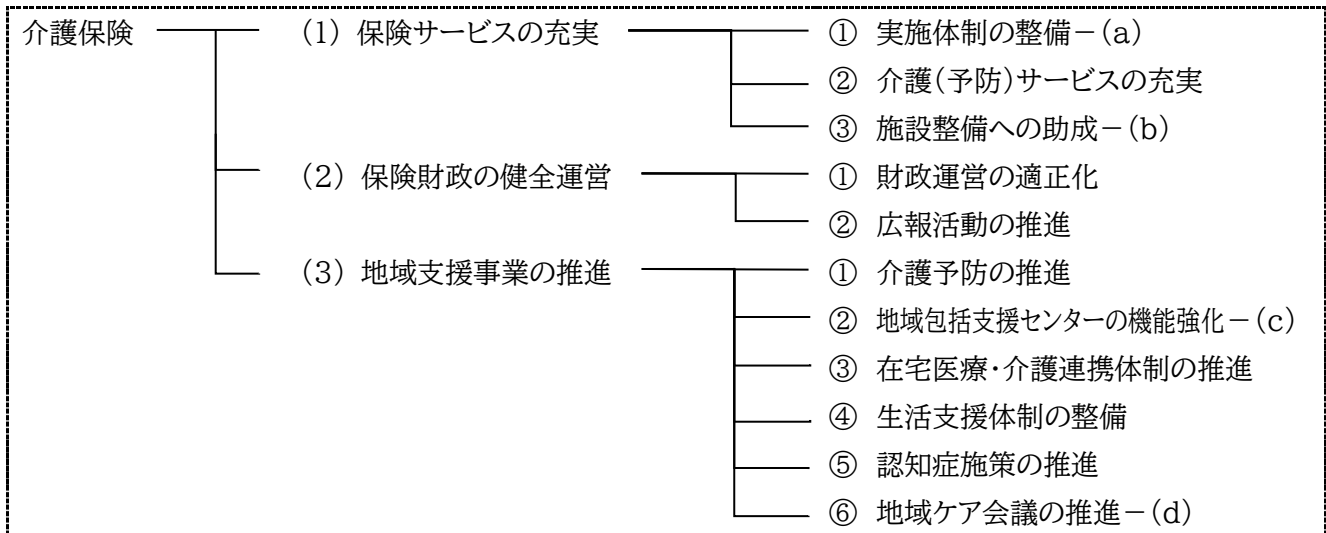 介護保険 (1) 保険サービスの充実 ① 実施体制の整備－(a)
② 介護(予防)サービスの充実
③ 施設整備への助成－(b)
(2) 保険財政の健全運営 ① 財政運営の適正化
② 広報活動の推進
(3) 地域支援事業の推進 ① 介護予防の推進
② 地域包括支援センターの機能強化－(c)
③ 在宅医療・介護連携体制の推進
④ 生活支援体制の整備
⑤ 認知症施策の推進
⑥ 地域ケア会議の推進－(d)